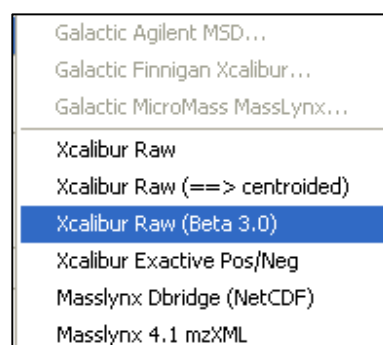 Galactic Agilent MSD...
Galactic Finnigan Xcalibur...
Galactic MicroMass MassLynx...
Xcalibur Raw
Xcalibur Raw (==> centroided)
Xcalibur Raw (Beta 3.0)
Xcalibur Exactive Pos/Neg
Masslynx Dbridge (NetCDF)
Masslynx 4.1 mzXML